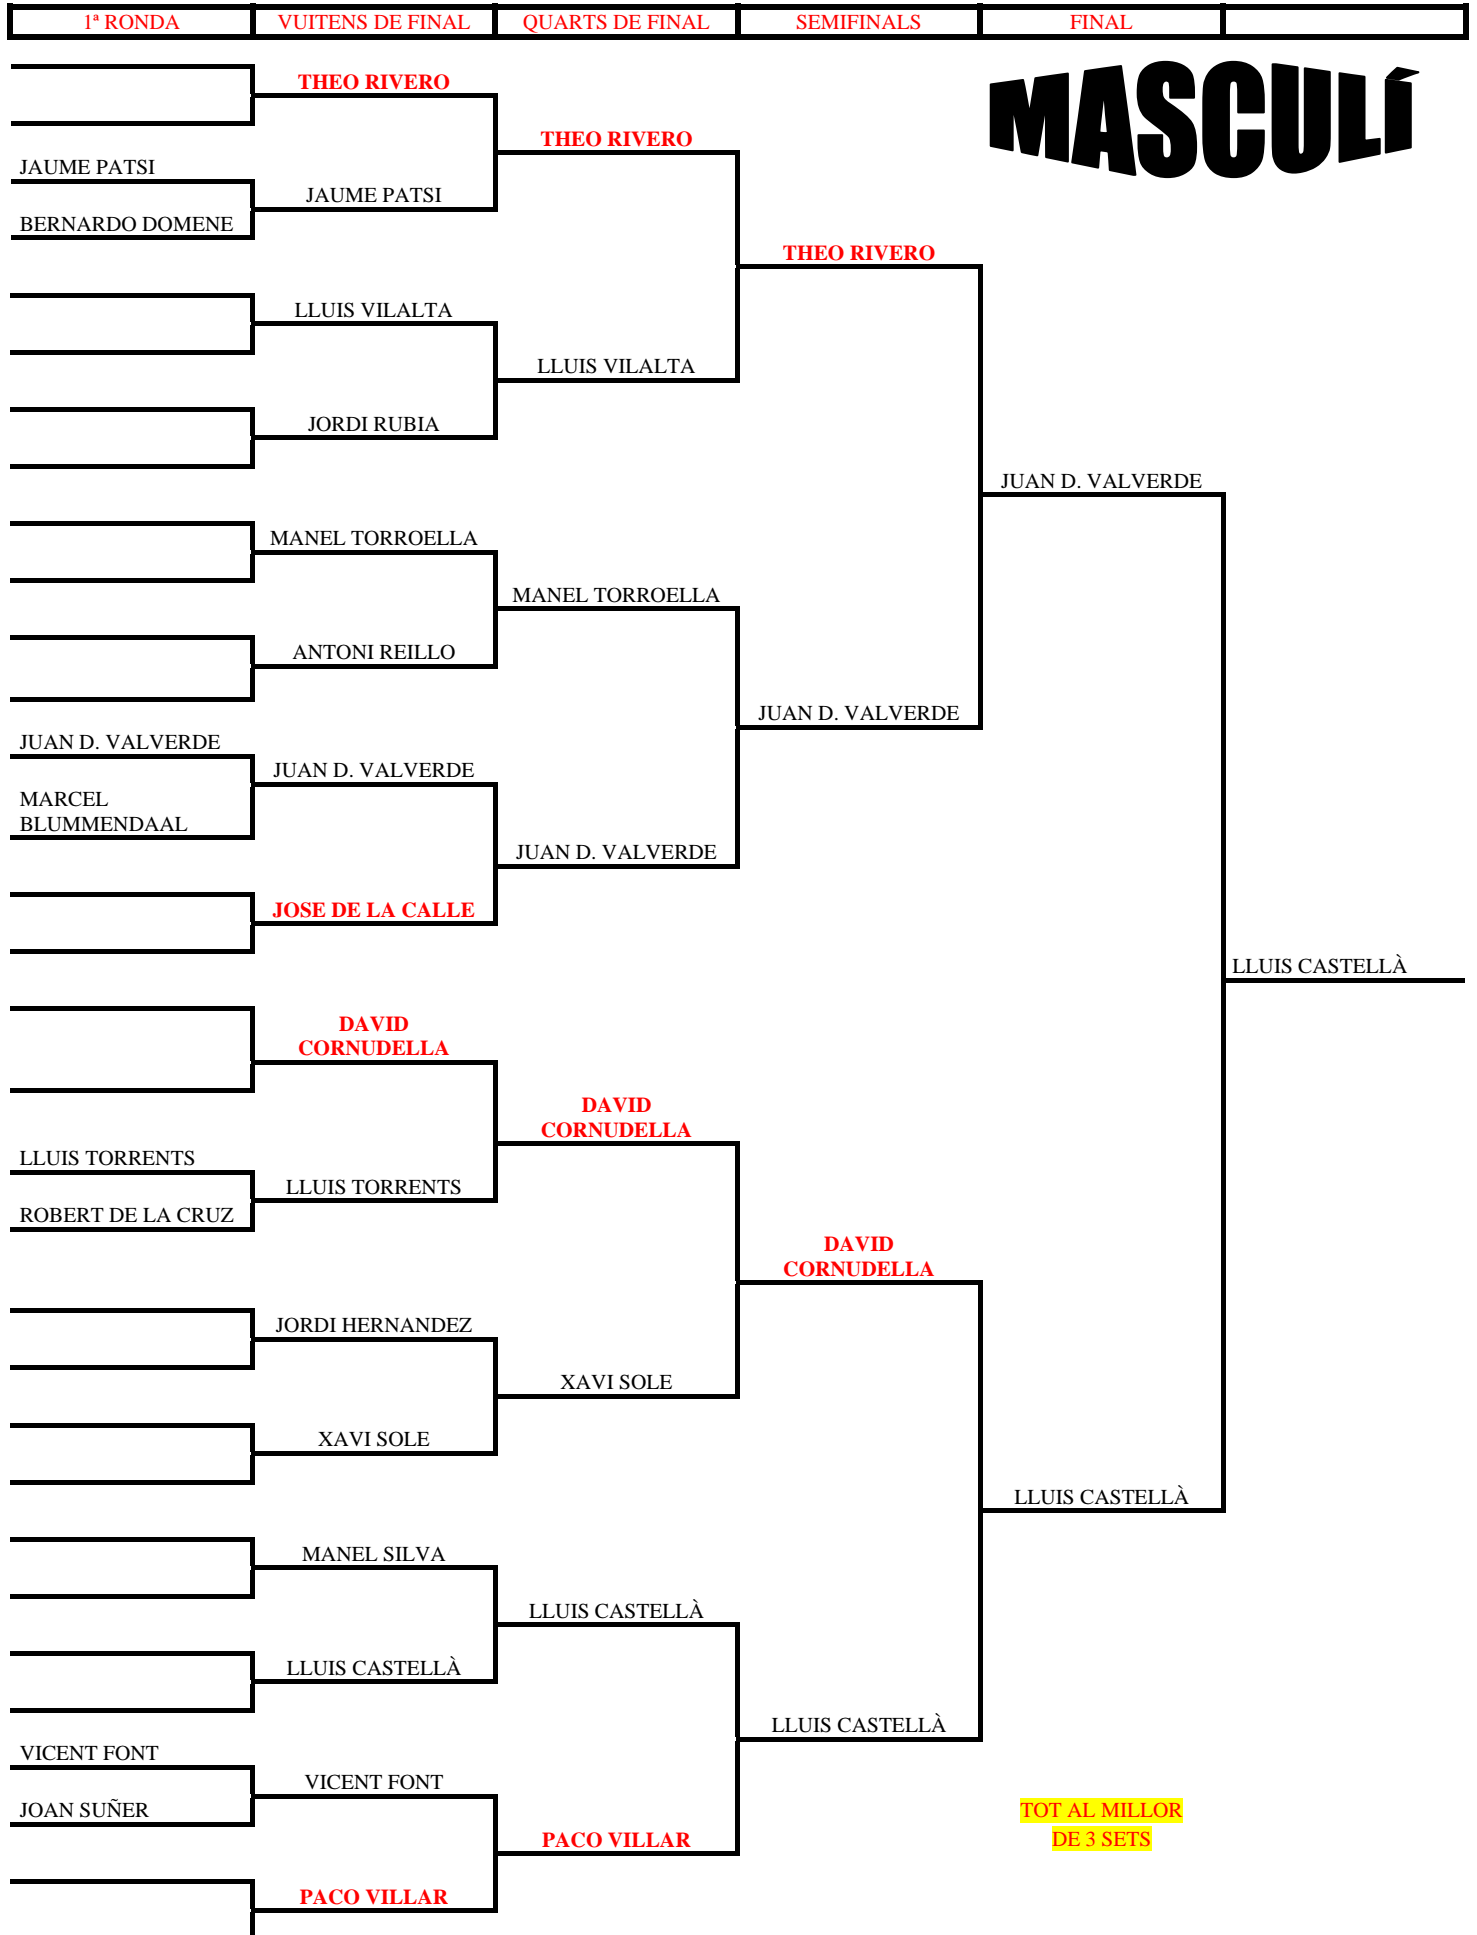 1ª RONDA
VUITENS DE FINAL
QUARTS DE FINAL
SEMIFINALS
FINAL
MASCULÍ
THEO RIVERO
THEO RIVERO
JAUME PATSI
JAUME PATSI
BERNARDO DOMENE
THEO RIVERO
LLUIS VILALTA
LLUIS VILALTA
JORDI RUBIA
JUAN D. VALVERDE
MANEL TORROELLA
MANEL TORROELLA
ANTONI REILLO
JUAN D. VALVERDE
JUAN D. VALVERDE
JUAN D. VALVERDE
MARCEL
BLUMMENDAAL
JUAN D. VALVERDE
JOSE DE LA CALLE
LLUIS CASTELLÀ
DAVID
CORNUDELLA
DAVID
CORNUDELLA
LLUIS TORRENTS
LLUIS TORRENTS
ROBERT DE LA CRUZ
DAVID
CORNUDELLA
JORDI HERNANDEZ
XAVI SOLE
XAVI SOLE
LLUIS CASTELLÀ
MANEL SILVA
LLUIS CASTELLÀ
LLUIS CASTELLÀ
LLUIS CASTELLÀ
VICENT FONT
VICENT FONT
JOAN SUÑER
TOT AL MILLOR
DE 3 SETS
PACO VILLAR
PACO VILLAR